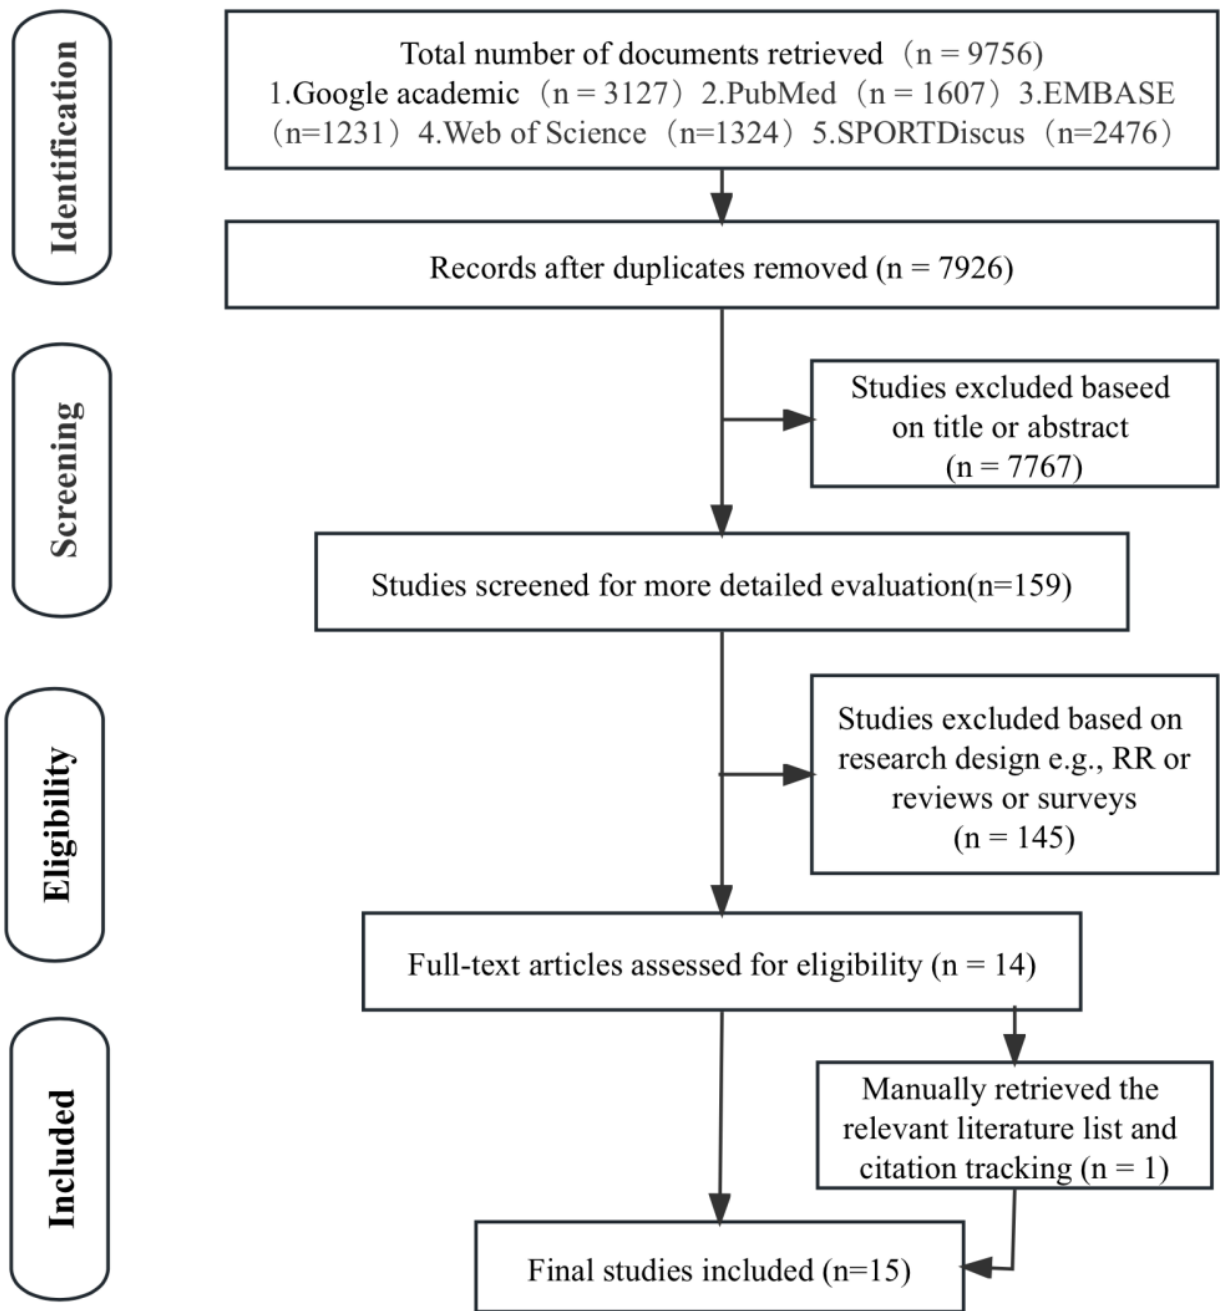 Identification
Total number of documents retrieved（n = 9756)
1.Google academic（n = 3127）2.PubMed（n = 1607）3.EMBASE
（n=1231）4.Web of Science（n=1324）5.SPORTDiscus（n=2476）
Records after duplicates removed (n = 7926)
Screening
Studies excluded baseed
on title or abstract
(n = 7767)
Studies screened for more detailed evaluation(n=159)
Eligibility
Studies excluded based on
research design e.g., RR or
reviews or surveys
(n = 145)
Full-text articles assessed for eligibility (n = 14)
Included
Manually retrieved the
relevant literature list and
citation tracking (n = 1)
Final studies included (n=15)